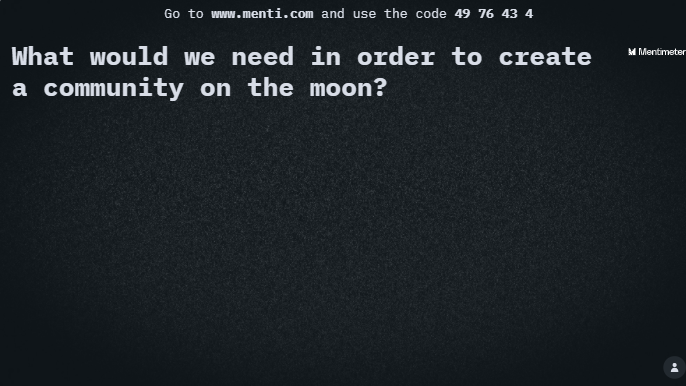 Go to www.menti.com and use the code 49 76 43 4
What would we need in order to create
a community on the moon?
Mentimeter